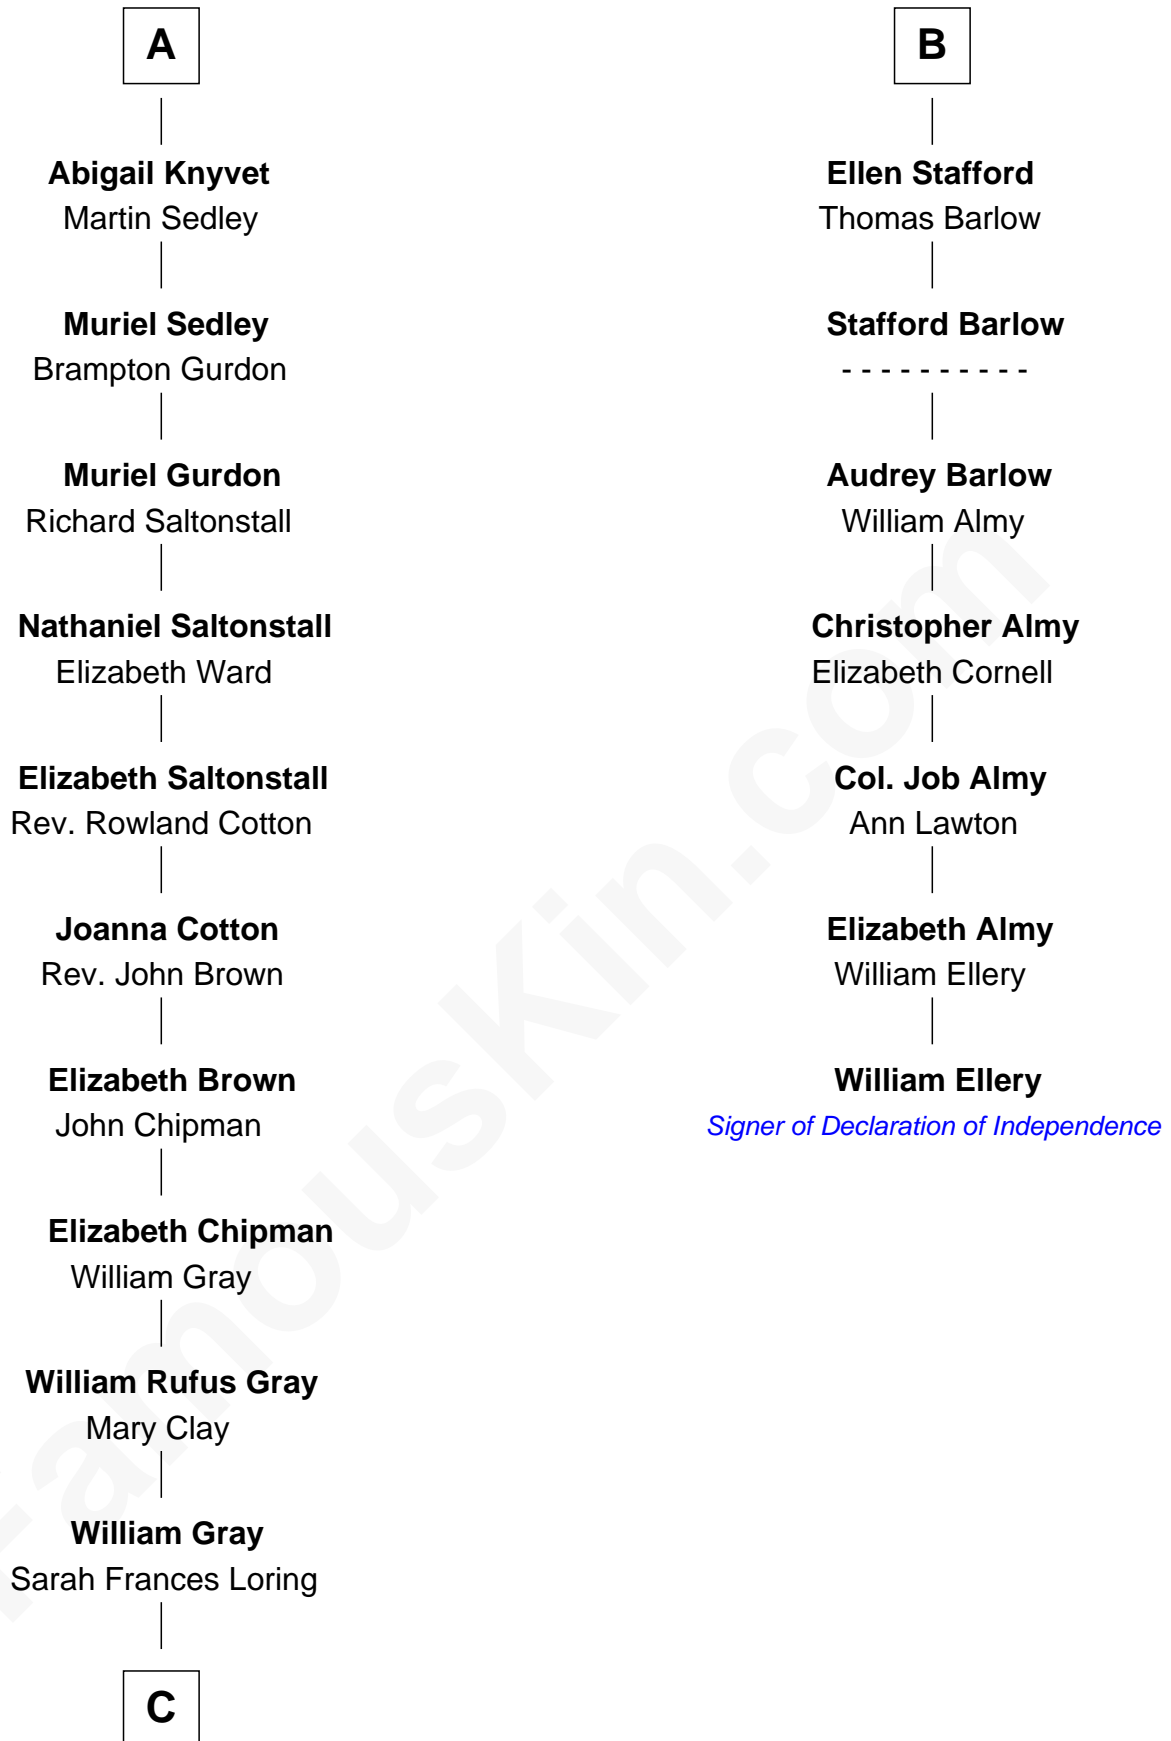 A
Abigail Knyvet
Martin Sedley
Muriel Sedley
Brampton Gurdon
Muriel Gurdon
Richard Saltonstall
Nathaniel Saltonstall
Elizabeth Ward
Elizabeth Saltonstall
Rev. Rowland Cotton
Joanna Cotton
Rev. John Brown
Elizabeth Brown
John Chipman
Elizabeth Chipman
William Gray
William Rufus Gray
Mary Clay
William Gray
Sarah Frances Loring
C
B
Ellen Stafford
Thomas Barlow
Stafford Barlow
- - - - - - - - - -
Audrey Barlow
William Almy
Christopher Almy
Elizabeth Cornell
Col. Job Almy
Ann Lawton
Elizabeth Almy
William Ellery
William Ellery
Signer of Declaration of Independence
FamousKin.com